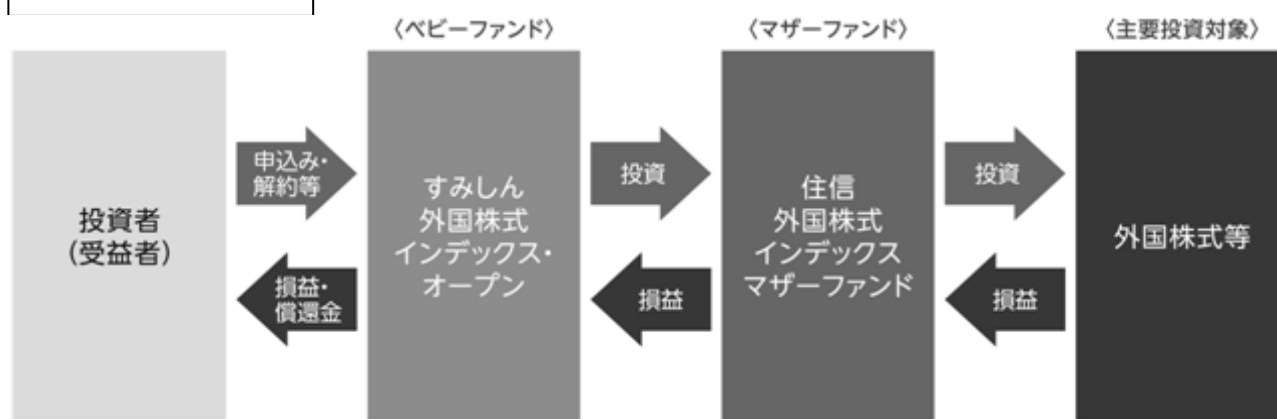 〈ベビーファンド〉
〈マザーファンド〉
〈主要投資対象〉
投資者
(受益者)
申込み・
解約等
損益・
償還金
すみしん
外国株式
インデックス・
オープン
投資
損益
住信
外国株式
インデックス
マザーファンド
投資
損益
外国株式等